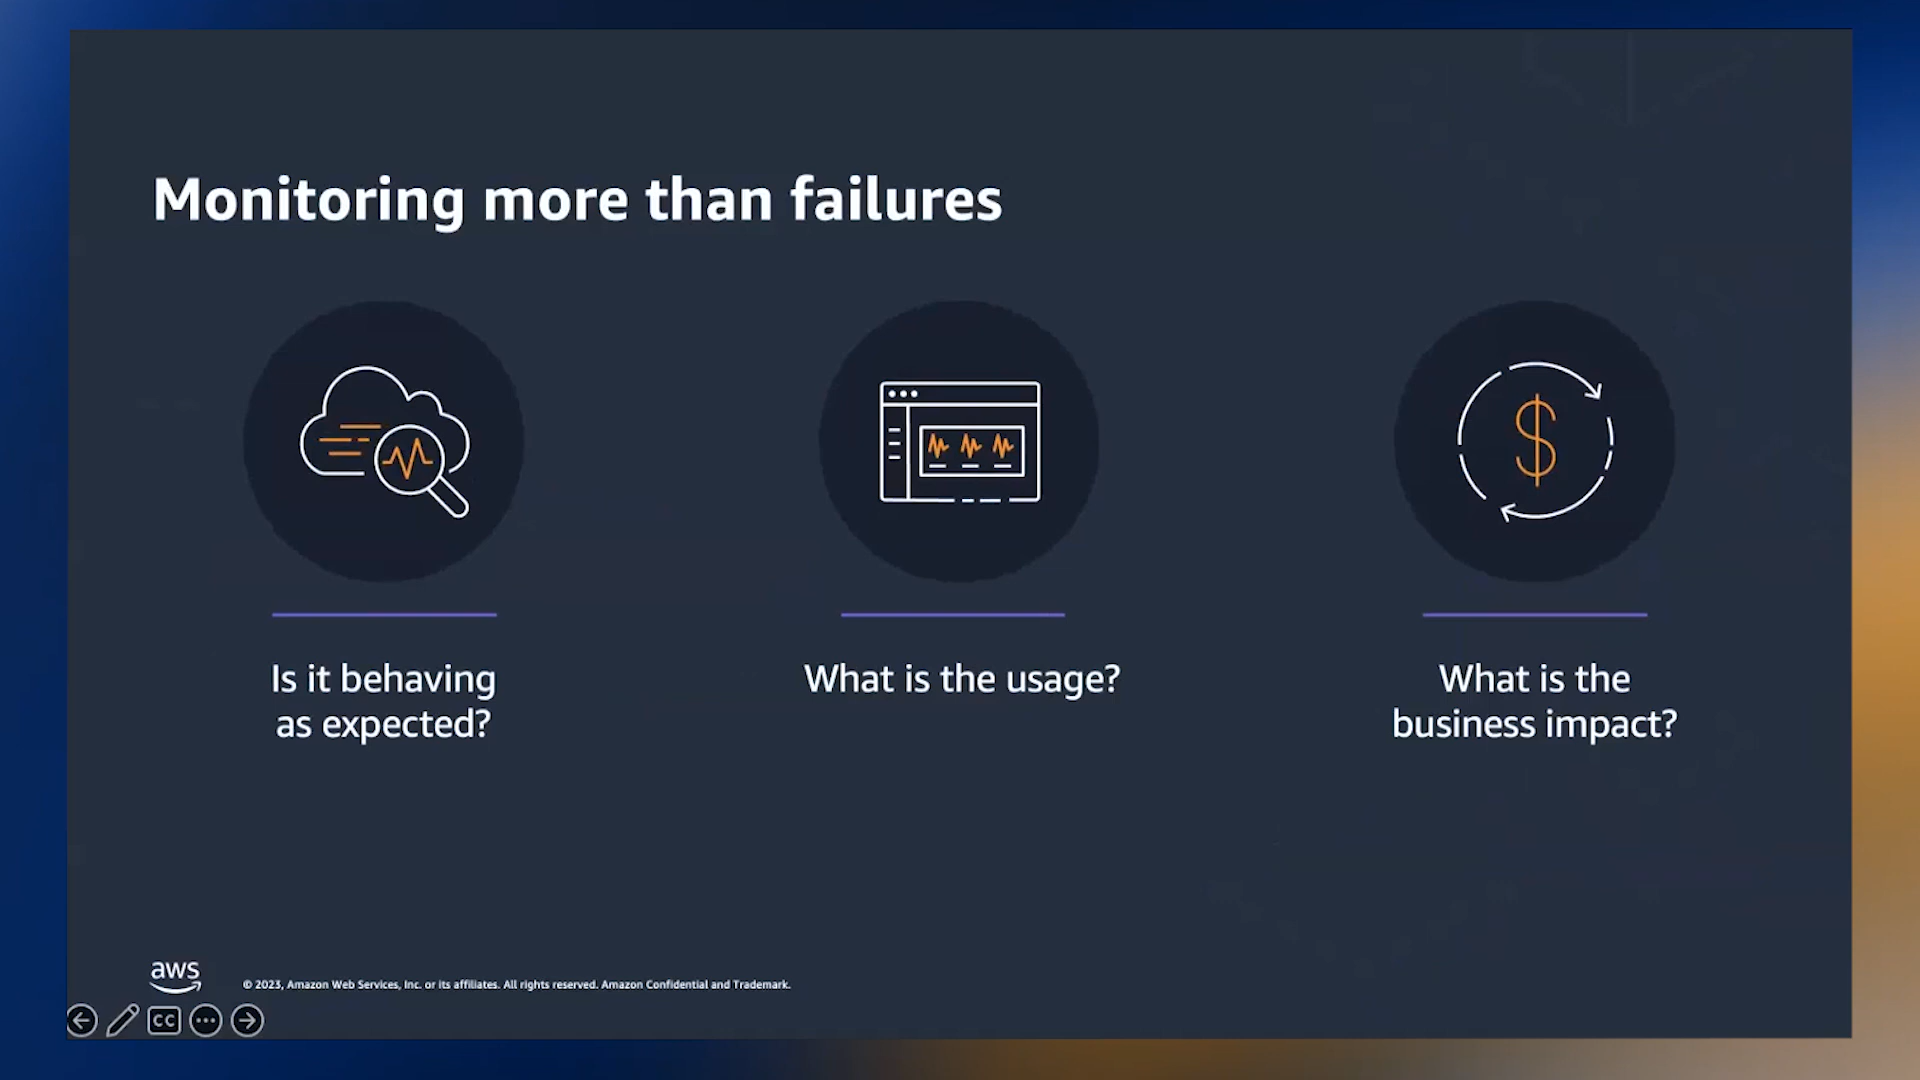 Monitoring more than failures
Is it behaving
as expected?
What is the usage?
What is the
business impact?
aws
© 2023, Amazon Web Services, Inc. or its affiliates. All rights reserved. Amazon Confidential and Trademark.
CC